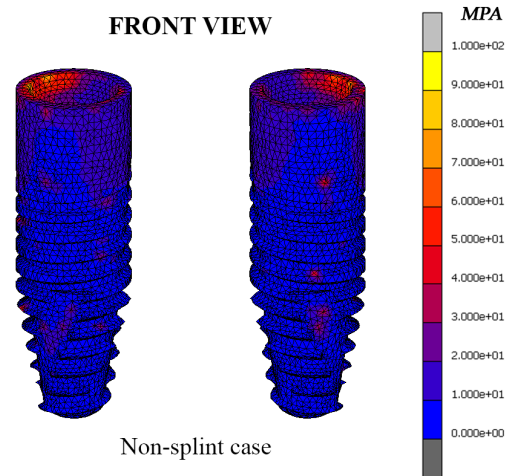 FRONT VIEW
MPA
1.000e+02
9.000e+01
8.000e+01
7.000e+01
6.000e+01
5.000e+01
4.000e+01
3.000e+01
2.000e+01
1.000e+01
0.000e+00
Non-splint case